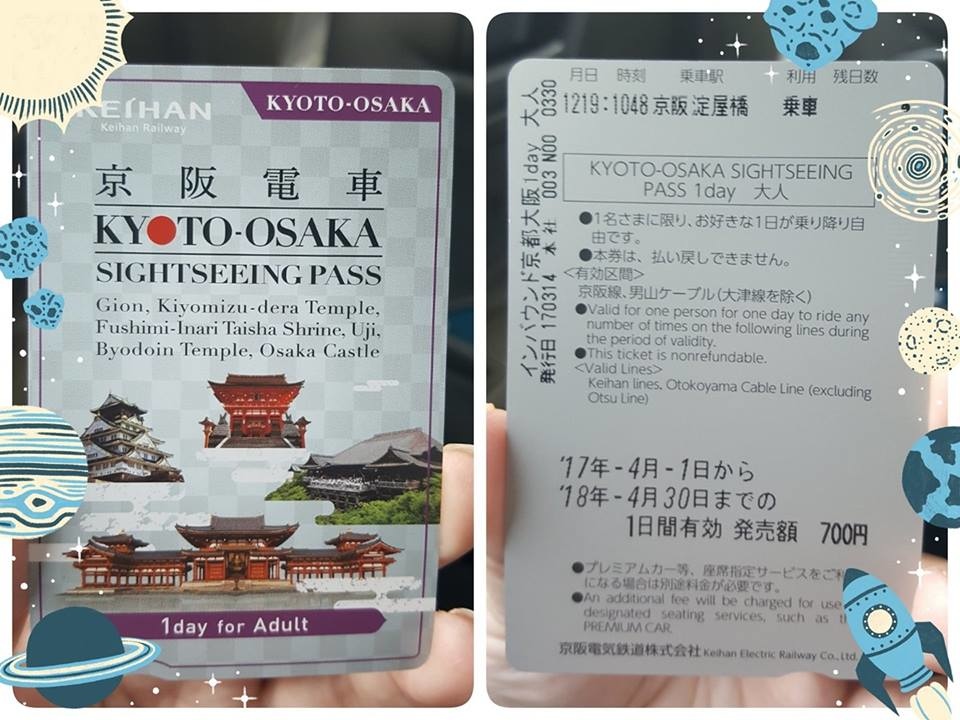 KEIHAN
Keihan Railway
KYOTO-OSAKA
京阪電車
KYOTO-OSAKA
SIGHTSEEING PASS
Gion, Kiyomizu-dera Temple,
Fushimi-Inari Taisha Shrine, Uji,
Byodoin Temple, Osaka Castle
1day for Adult
月日 時刻 乗車駅 利用 残日数
1219:1048 京阪 淀屋橋 乗車
インバウンド京都大阪1day 大人
発行日 170314 本 社 003 N00 0330
KYOTO-OSAKA SIGHTSEEING
PASS 1day 大人
●1名さまに限り、お好きな1日が乗り降り自
由です。
●本券は、払い戻しできません。
<有効区間>
京阪線、男山ケーブル(大津線を除く)
●Valid for one person for one day to ride any
number of times on the following lines during
the period of validity.
●This ticket is nonrefundable.
<Valid Lines>
Keihan lines. Otokoyama Cable Line (excluding
Otsu Line)
'17年-4月-1日から
'18年-4月30日までの
1日間有効 発売額 700円
●プレミアムカー等、座席指定サービスをご利
になる場合は別途料金が必要です。
●An additional fee will be charged for use
designated seating services, such as th
PREMIUM CAR.
京阪電気鉄道株式会社 Keihan Electric Railway Co., Ltd.